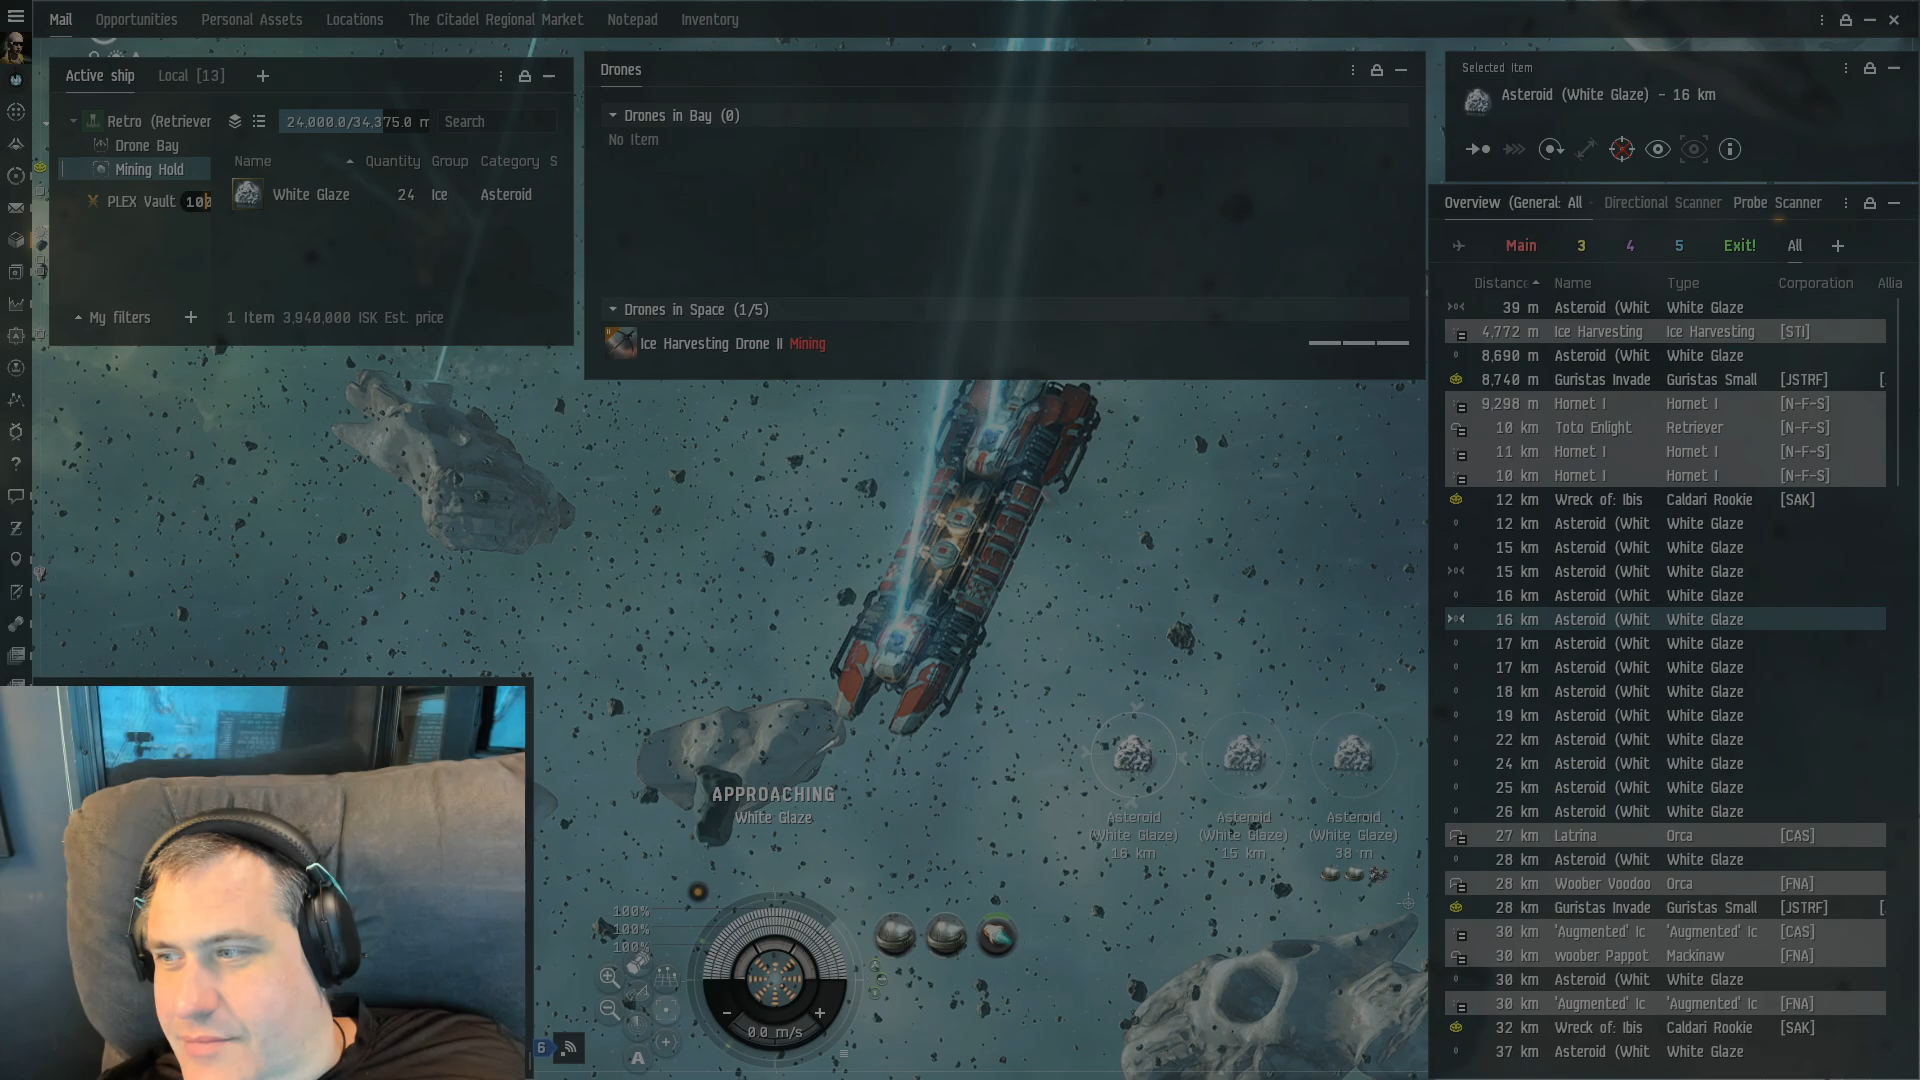 Mail Opportunities Personal Assets Locations The Citadel Regional Market Notepad Inventory
Active ship Local [13]
Retro (Retriever
24,000.0/34,375.0 m
Search
Drone Bay
Mining Hold
PLEX Vault 100
Name Quantity Group Category S
White Glaze 24 Ice Asteroid
My filters
1 Item 3,940,000 ISK Est. price
Drones
Drones in Bay (0)
No Item
Drones in Space (1/5)
Ice Harvesting Drone II Mining
Selected Item
Asteroid (White Glaze) - 16 km
Overview (General: All Directional Scanner Probe Scanner
Main 3 4 5 Exit! All
Distance Name Type Corporation Allia
39 m Asteroid (Whit White Glaze
4,772 m Ice Harvesting Ice Harvesting [STI]
8,690 m Asteroid (Whit White Glaze
8,740 m Guristas Invade Guristas Small [JSTRF] [
9,298 m Hornet I Hornet I [N-F-S]
10 km Toto Enlight Retriever [N-F-S]
11 km Hornet I Hornet I [N-F-S]
10 km Hornet I Hornet I [N-F-S]
12 km Wreck of: Ibis Caldari Rookie [SAK]
12 km Asteroid (Whit White Glaze
15 km Asteroid (Whit White Glaze
15 km Asteroid (Whit White Glaze
16 km Asteroid (Whit White Glaze
16 km Asteroid (Whit White Glaze
17 km Asteroid (Whit White Glaze
17 km Asteroid (Whit White Glaze
18 km Asteroid (Whit White Glaze
19 km Asteroid (Whit White Glaze
22 km Asteroid (Whit White Glaze
24 km Asteroid (Whit White Glaze
25 km Asteroid (Whit White Glaze
26 km Asteroid (Whit White Glaze
27 km Latrina Orca [CAS]
28 km Asteroid (Whit White Glaze
28 km Woober Voodoo Orca [FNA]
28 km Guristas Invade Guristas Small [JSTRF] [
30 km 'Augmented' Ic 'Augmented' Ic [CAS]
30 km woober Pappot Mackinaw [FNA]
30 km Asteroid (Whit White Glaze
30 km 'Augmented' Ic 'Augmented' Ic [FNA]
32 km Wreck of: Ibis Caldari Rookie [SAK]
37 km Asteroid (Whit White Glaze
APPROACHING
White Glaze
Asteroid (White Glaze) 16 km
Asteroid (White Glaze) 15 km
Asteroid (White Glaze) 38 m
100%
100%
100%
0.0 m/s
A
6